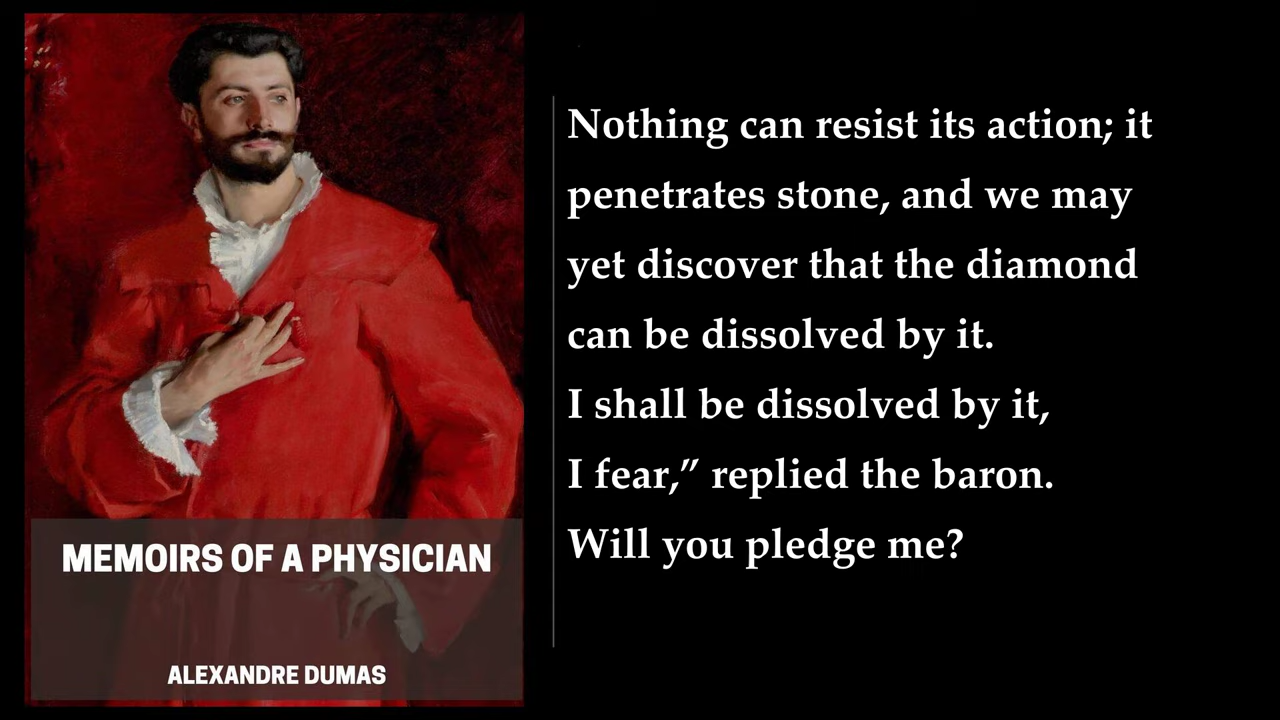 MEMOIRS OF A PHYSICIAN
ALEXANDRE DUMAS
Nothing can resist its action; it
penetrates stone, and we may
yet discover that the diamond
can be dissolved by it.
I shall be dissolved by it,
I fear,” replied the baron.
Will you pledge me?